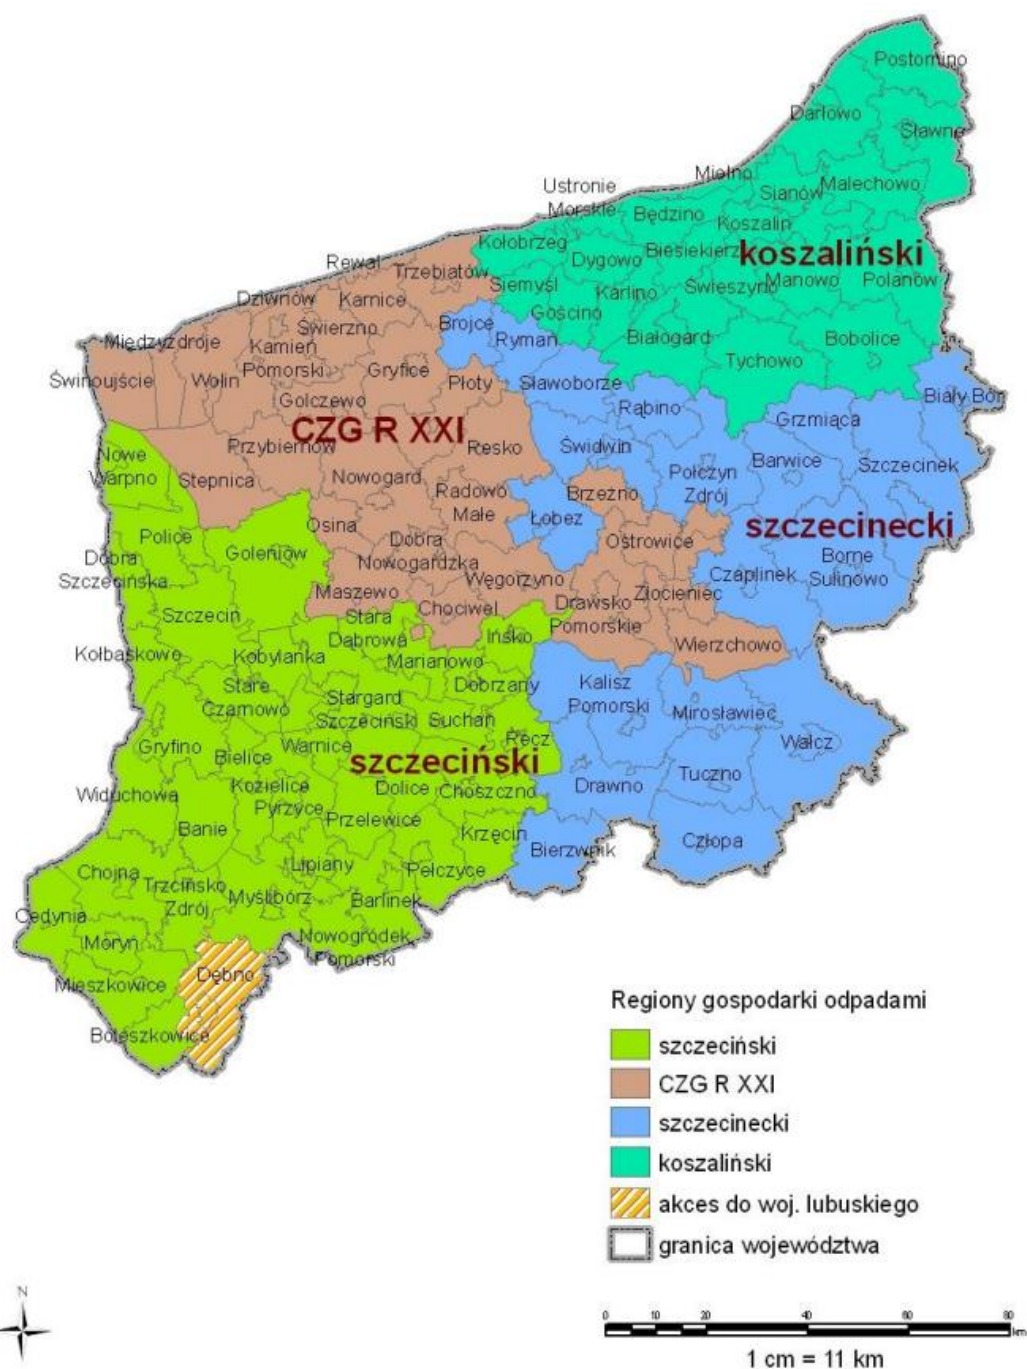 Postomino
Darłowo
Sławno
Mielno
Ustronie
Morskie
Sianów
Malechowo
Będzino
Koszalin
Kołobrzeg
Biesiekierz
koszaliński
Rewal
Trzebiatów
Dygowo
Manowo
Polanów
Siemyśl
Karlino
Świeszyno
Dziwnów
Karnice
Gościno
Świerzno
Brojce
Rymań
Białogard
Bobolice
Międzyzdroje
Kamień
Pomorski
Gryfice
Tychowo
Świnoujście
Wolin
Płoty
Sławoborze
Biały Bór
Golczewo
Rąbino
Grzmiąca
CZG R XXI
Przybiernów
Resko
Świdwin
Nowe
Warpno
Barwice
Szczecinek
Stepnica
Nowogard
Połczyn
Zdrój
Radowo
Małe
Brzeżno
Osina
Łobez
szczecinecki
Police
Dobra
Nowogardzka
Ostrowice
Goleniów
Dobra
Szczecińska
Borne
Sulinowo
Węgorzyno
Czaplinek
Maszewo
Złocieniec
Chociwel
Drawsko
Pomorskie
Szczecin
Stara
Dąbrowa
Ińsko
Wierzchowo
Kołbaskowo
Kobylanka
Marianowo
Stare
Czarnowo
Dobrzany
Kalisz
Pomorski
Stargard
Szczeciński
Suchań
Mirosławiec
Recz
Wałcz
Gryfino
Warnice
Bielice
szczeciński
Tuczno
Widuchowa
Kozielice
Dolice
Choszczno
Drawno
Pyrzyce
Przelewice
Banie
Krzęcin
Człopa
Bierzwnik
Lipiany
Chojna
Pełczyce
Trzcińsko
Zdrój
Myślibórz
Barlinek
Cedynia
Moryń
Nowogródek
Pomorski
Dębno
Mieszkowice
Boleszkowice
Regiony gospodarki odpadami
szczeciński
CZG R XXI
szczecinecki
koszaliński
akces do woj. lubuskiego
granica województwa
N
0 10 20 40 60 80
km
1 cm = 11 km